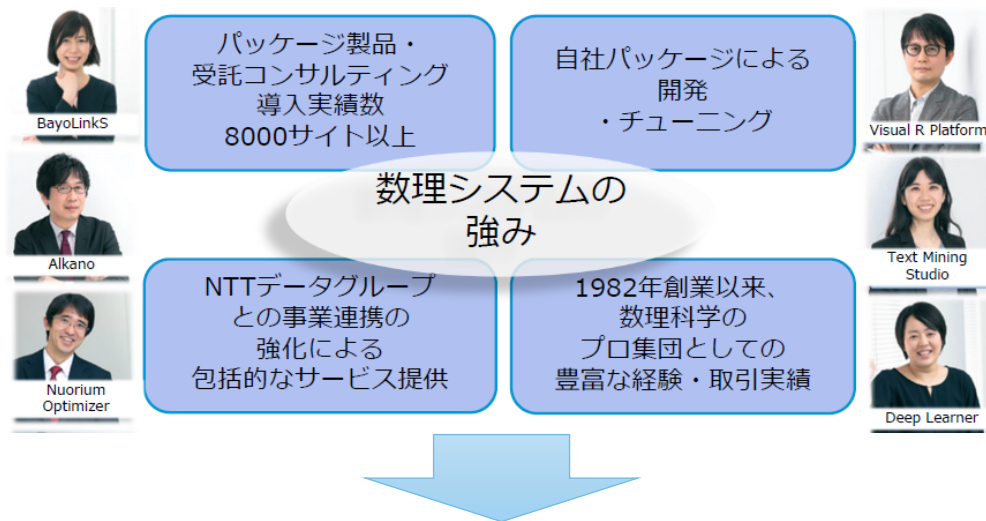 パッケージ製品・
受託コンサルティング
導入実績数
8000サイト以上
自社パッケージによる
開発
・チューニング
数理システムの
強み
NTTデータグループ
との事業連携の
強化による
包括的なサービス提供
1982年創業以来、
数理科学の
プロ集団としての
豊富な経験・取引実績
BayoLinkS
Alkano
Nuorium
Optimizer
Visual R Platform
Text Mining
Studio
Deep Learner